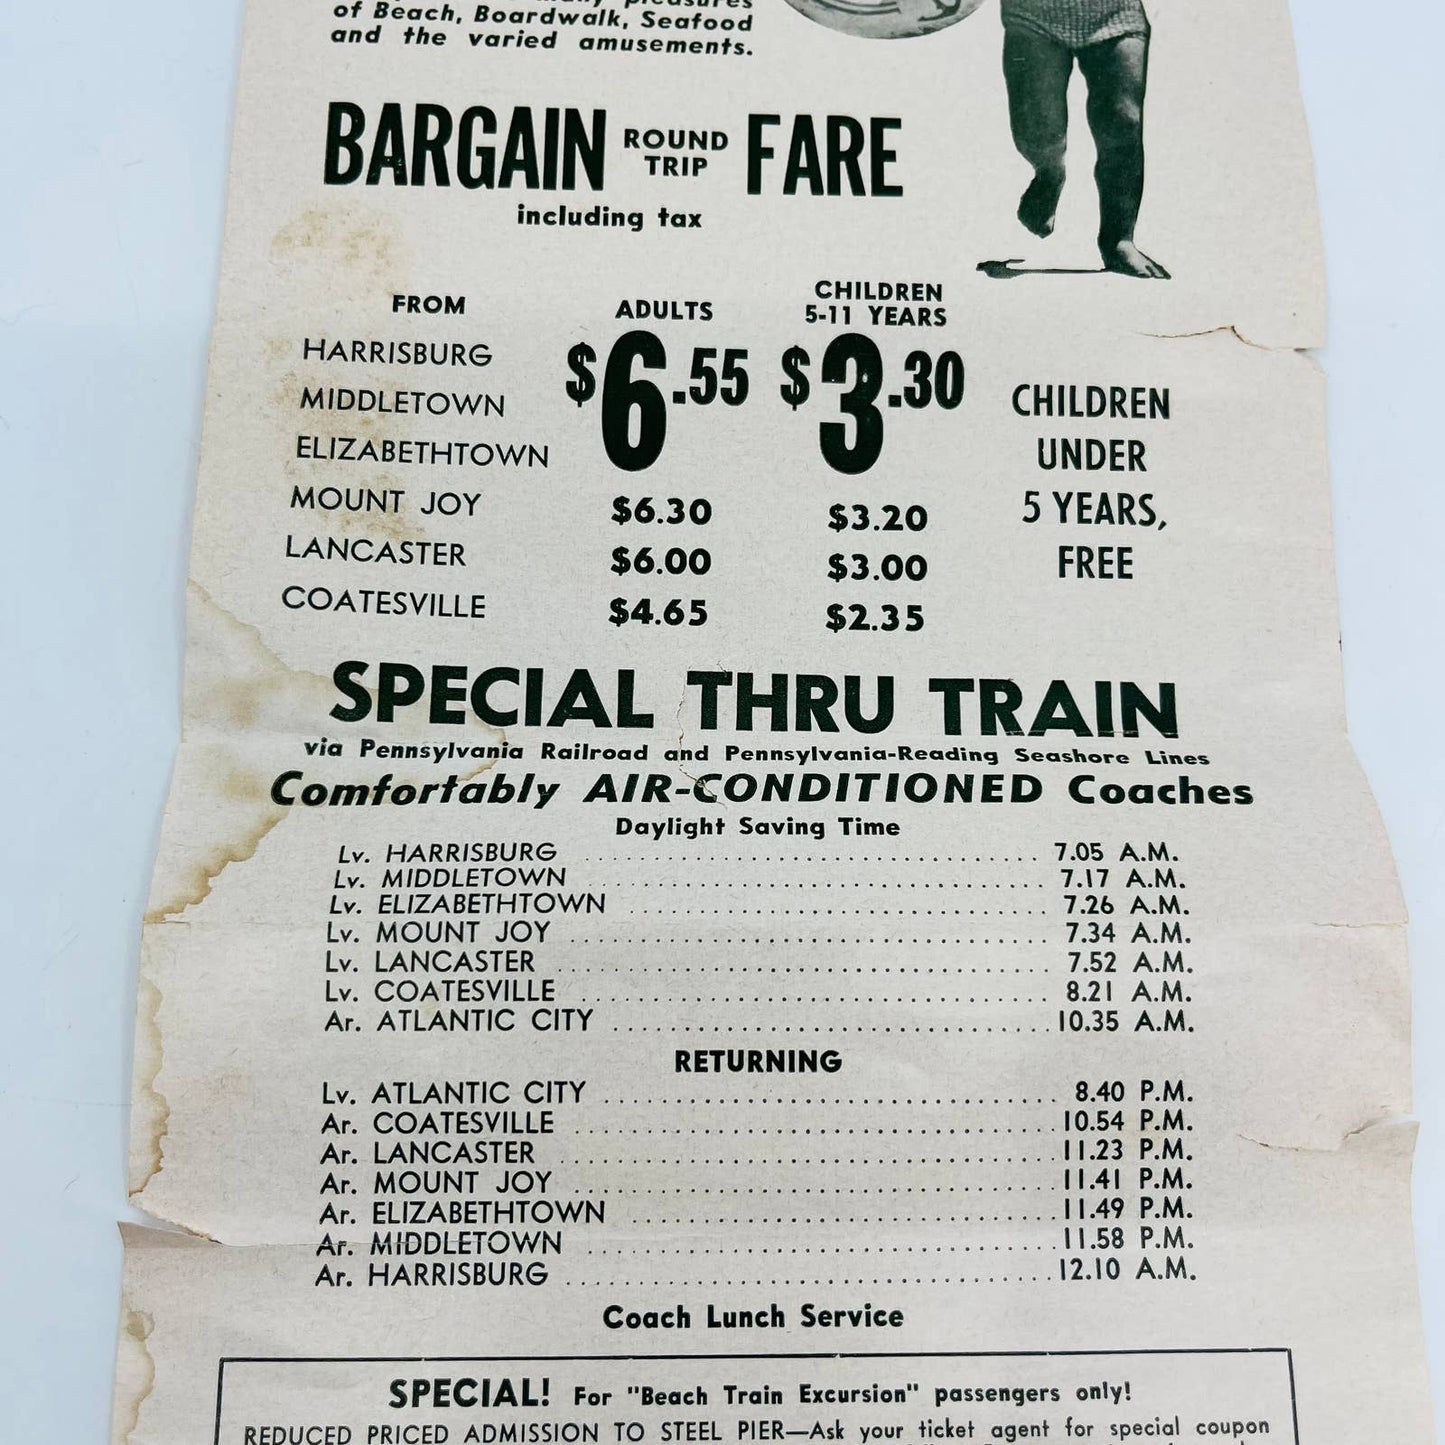 pleasures
of Beach, Boardwalk, Seafood
and the varied amusements.
BARGAIN ROUND TRIP FARE
including tax
FROM ADULTS CHILDREN 5-11 YEARS
HARRISBURG
MIDDLETOWN $6.55 $3.30
ELIZABETHTOWN
MOUNT JOY $6.30 $3.20
LANCASTER $6.00 $3.00
COATESVILLE $4.65 $2.35
CHILDREN
UNDER
5 YEARS,
FREE
SPECIAL THRU TRAIN
via Pennsylvania Railroad and Pennsylvania-Reading Seashore Lines
Comfortably AIR-CONDITIONED Coaches
Daylight Saving Time
Lv. HARRISBURG 7.05 A.M.
Lv. MIDDLETOWN 7.17 A.M.
Lv. ELIZABETHTOWN 7.26 A.M.
Lv. MOUNT JOY 7.34 A.M.
Lv. LANCASTER 7.52 A.M.
Lv. COATESVILLE 8.21 A.M.
Ar. ATLANTIC CITY 10.35 A.M.
RETURNING
Lv. ATLANTIC CITY 8.40 P.M.
Ar. COATESVILLE 10.54 P.M.
Ar. LANCASTER 11.23 P.M.
Ar. MOUNT JOY 11.41 P.M.
Ar. ELIZABETHTOWN 11.49 P.M.
Ar. MIDDLETOWN 11.58 P.M.
Ar. HARRISBURG 12.10 A.M.
Coach Lunch Service
SPECIAL! For "Beach Train Excursion" passengers only!
REDUCED PRICED ADMISSION TO STEEL PIER—Ask your ticket agent for special coupon